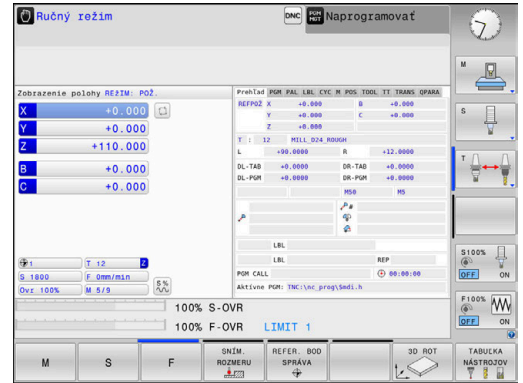 Ručný režim
DNC
PGM MGT
Naprogramovať
Zobrazenie polohy REŽIM: POŽ.
X +0.000
Y +0.000
Z +110.000
B +0.000
C +0.000
1 T 12 Z
S 1800 F 0mm/min
Ovr 100% M 5/9
5 %
Prehľad PGM PAL LBL CYC M POS TOOL TT TRANS QPARA
REFPOŽ X +0.000 B +0.000
Y +0.000 C +0.000
Z +0.000
T : 12 MILL_D24_ROUGH
L +90.0000 R +12.0000
DL-TAB +0.0000 DR-TAB +0.0000
DL-PGM +0.0000 DR-PGM +0.0000
M50 M5
P #
P
LBL
LBL REP
PGM CALL 00:00:00
Aktívne PGM: TNC:\nc_prog\$mdi.h
100% S-OVR
100% F-OVR LIMIT 1
M
S
T
S100%
OFF ON
F100%
OFF ON
M
S
F
SNÍM. ROZMERU
REFER. BOD SPRÁVA
3D ROT
TABUĽKA NÁSTROJOV